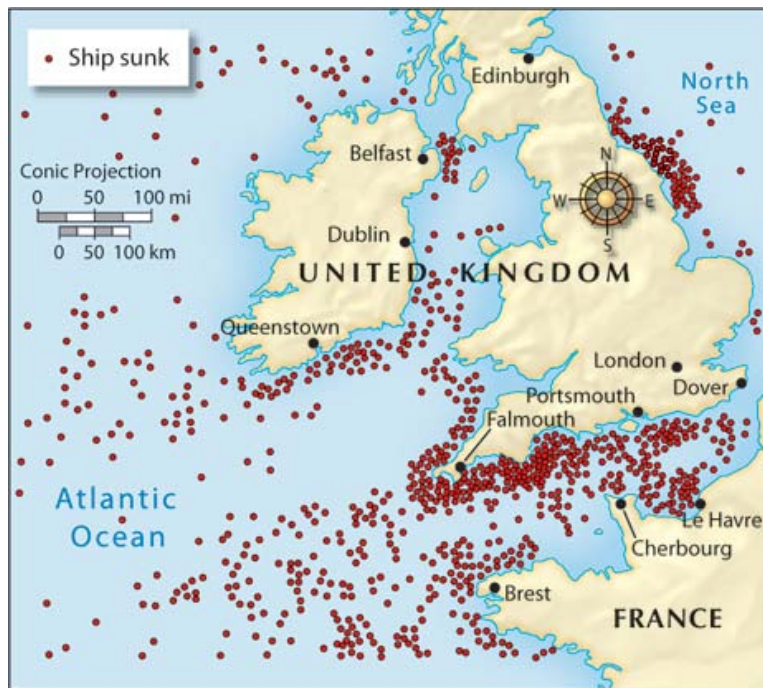 Ship sunk
Edinburgh
North
Sea
Conic Projection
0 50 100 mi
0 50 100 km
Belfast
N
W E
S
Dublin
UNITED KINGDOM
Queenstown
London
Dover
Portsmouth
Falmouth
Atlantic
Ocean
Le Havre
Cherbourg
Brest
FRANCE